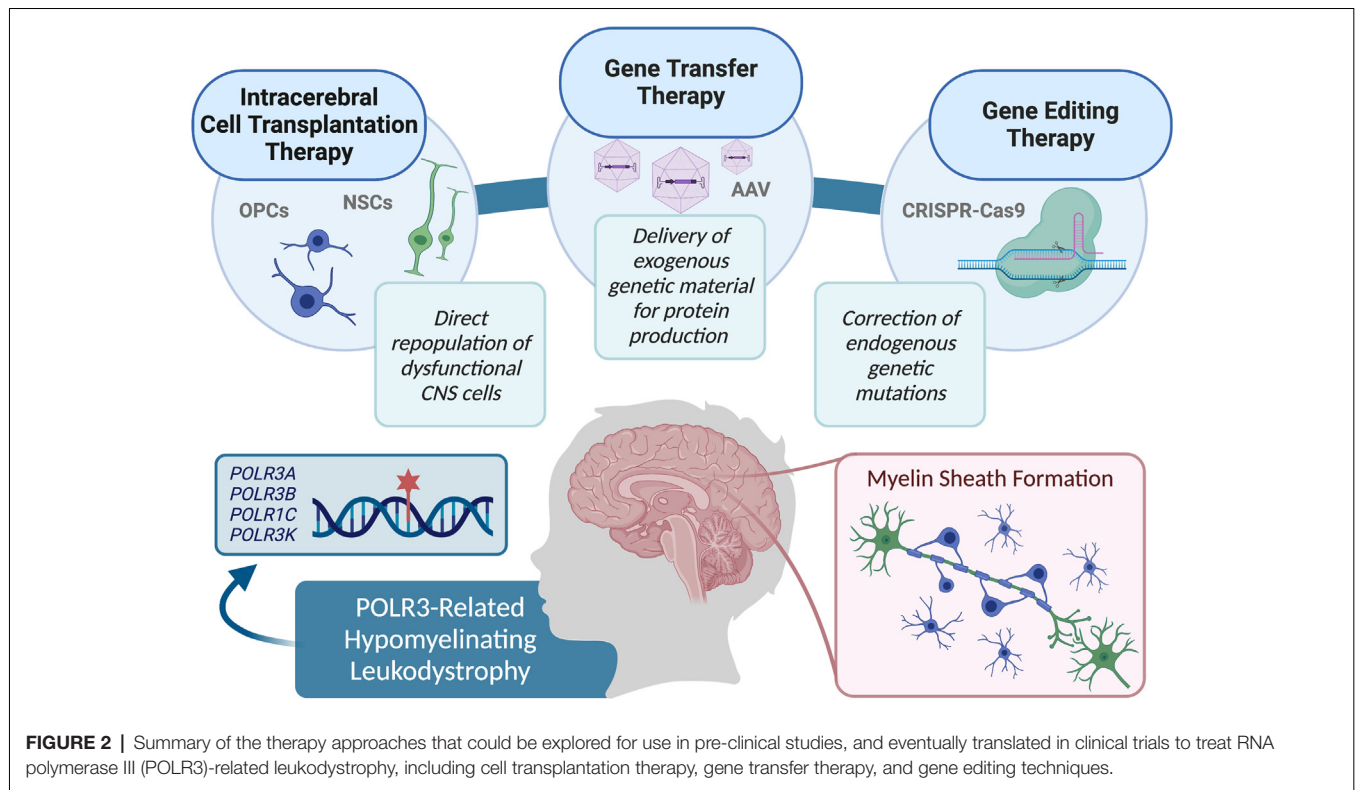 Intracerebral
Cell Transplantation
Therapy
OPCs
NSCs
Direct
repopulation of
dysfunctional
CNS cells
Gene Transfer
Therapy
AAV
Delivery of
exogenous
genetic material
for protein
production
Gene Editing
Therapy
CRISPR-Cas9
Correction of
endogenous
genetic
mutations
POLR3A
POLR3B
POLR1C
POLR3K
POLR3-Related
Hypomyelinating
Leukodystrophy
Myelin Sheath Formation
FIGURE 2 | Summary of the therapy approaches that could be explored for use in pre-clinical studies, and eventually translated in clinical trials to treat RNA
polymerase III (POLR3)-related leukodystrophy, including cell transplantation therapy, gene transfer therapy, and gene editing techniques.